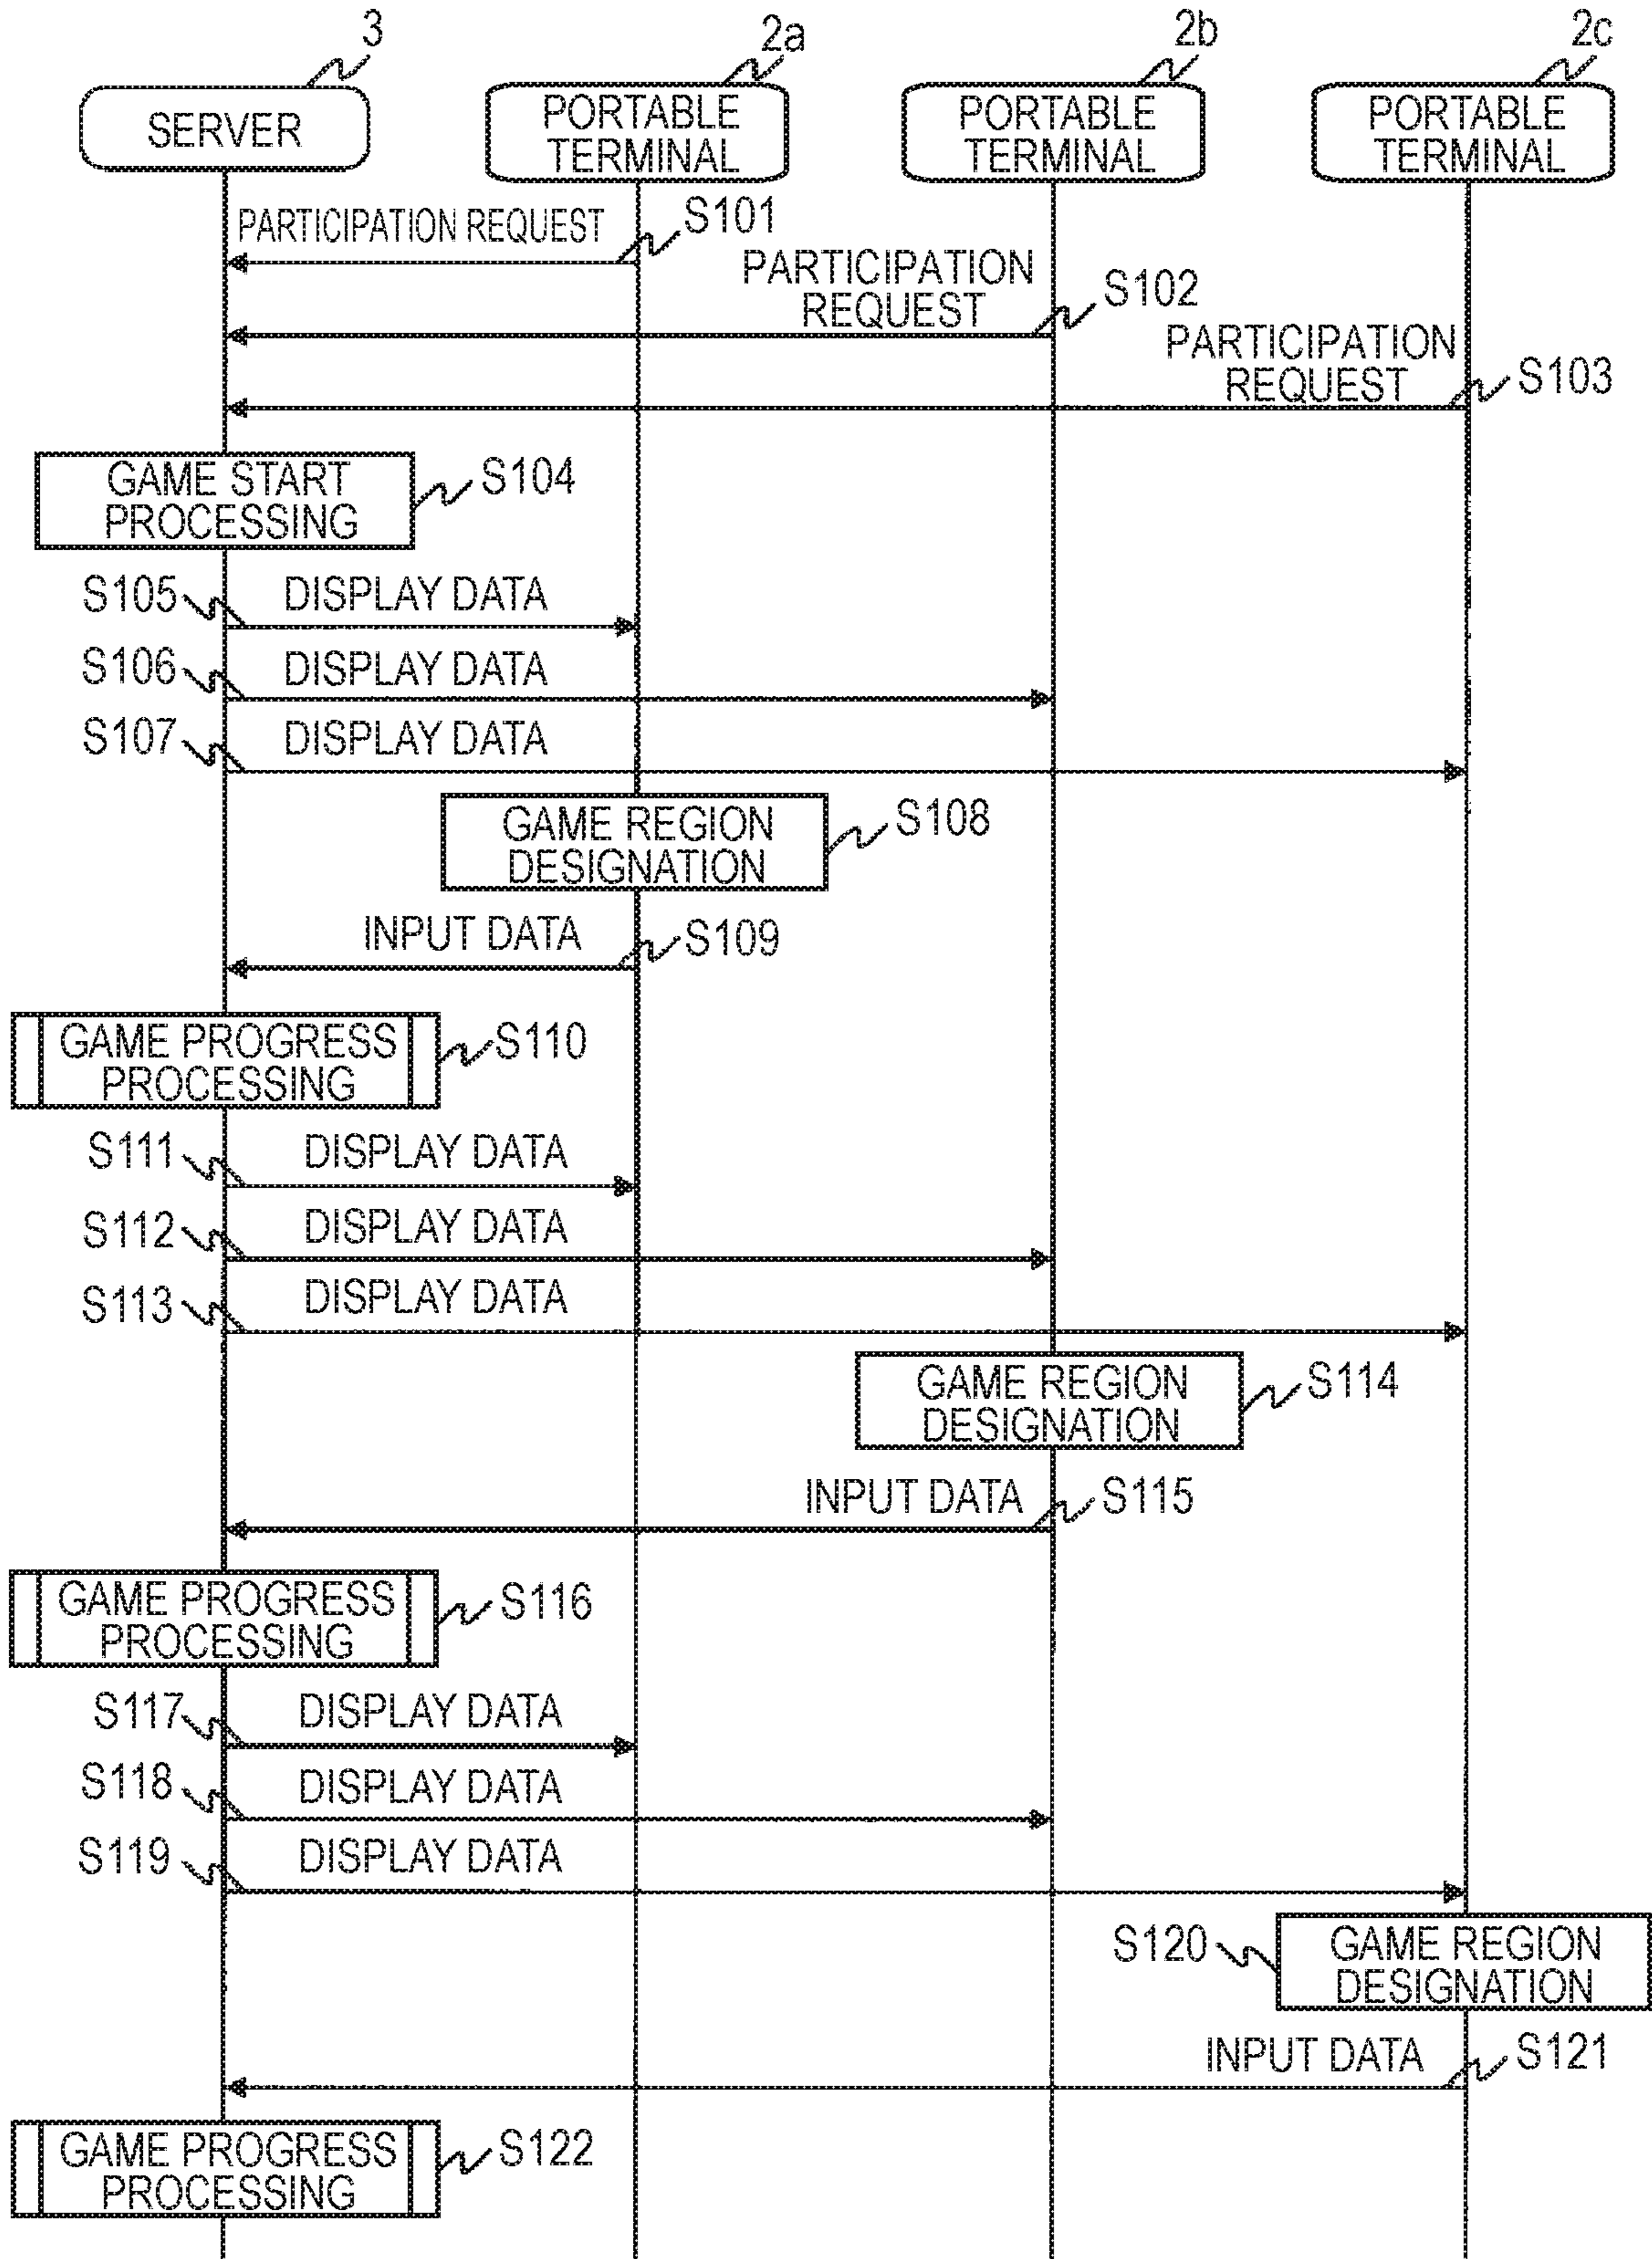 3
2a
2b
2c
SERVER
PORTABLE
TERMINAL
PORTABLE
TERMINAL
PORTABLE
TERMINAL
PARTICIPATION REQUEST
S101
PARTICIPATION
REQUEST
S102
PARTICIPATION
REQUEST
S103
GAME START
PROCESSING
S104
S105
DISPLAY DATA
S106
DISPLAY DATA
S107
DISPLAY DATA
GAME REGION
DESIGNATION
S108
INPUT DATA
S109
GAME PROGRESS
PROCESSING
S110
S111
DISPLAY DATA
S112
DISPLAY DATA
S113
DISPLAY DATA
GAME REGION
DESIGNATION
S114
INPUT DATA
S115
GAME PROGRESS
PROCESSING
S116
S117
DISPLAY DATA
S118
DISPLAY DATA
S119
DISPLAY DATA
S120
GAME REGION
DESIGNATION
INPUT DATA
S121
GAME PROGRESS
PROCESSING
S122